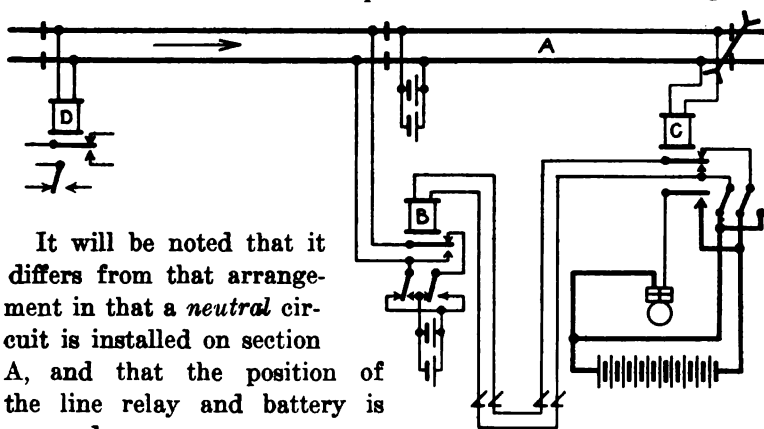 A
D
C
B
It will be noted that it
differs from that arrange-
ment in that a neutral cir-
cuit is installed on section
A, and that the position of
the line relay and battery is